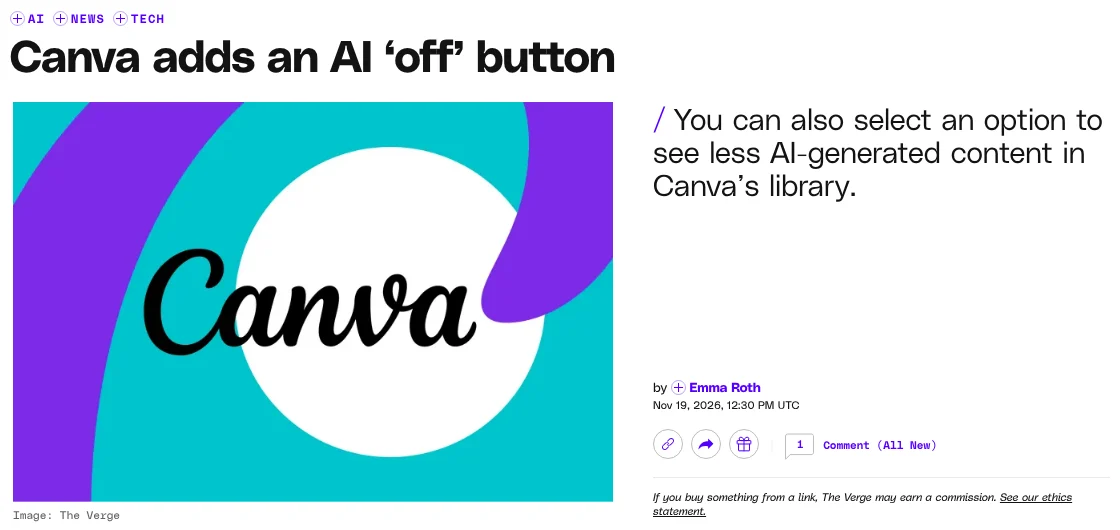 AI NEWS TECH
Canva adds an AI ‘off’ button
Canva
Image: The Verge
/ You can also select an option to
see less AI-generated content in
Canva’s library.
by Emma Roth
Nov 19, 2026, 12:30 PM UTC
1 Comment (All New)
If you buy something from a link, The Verge may earn a commission. See our ethics
statement.